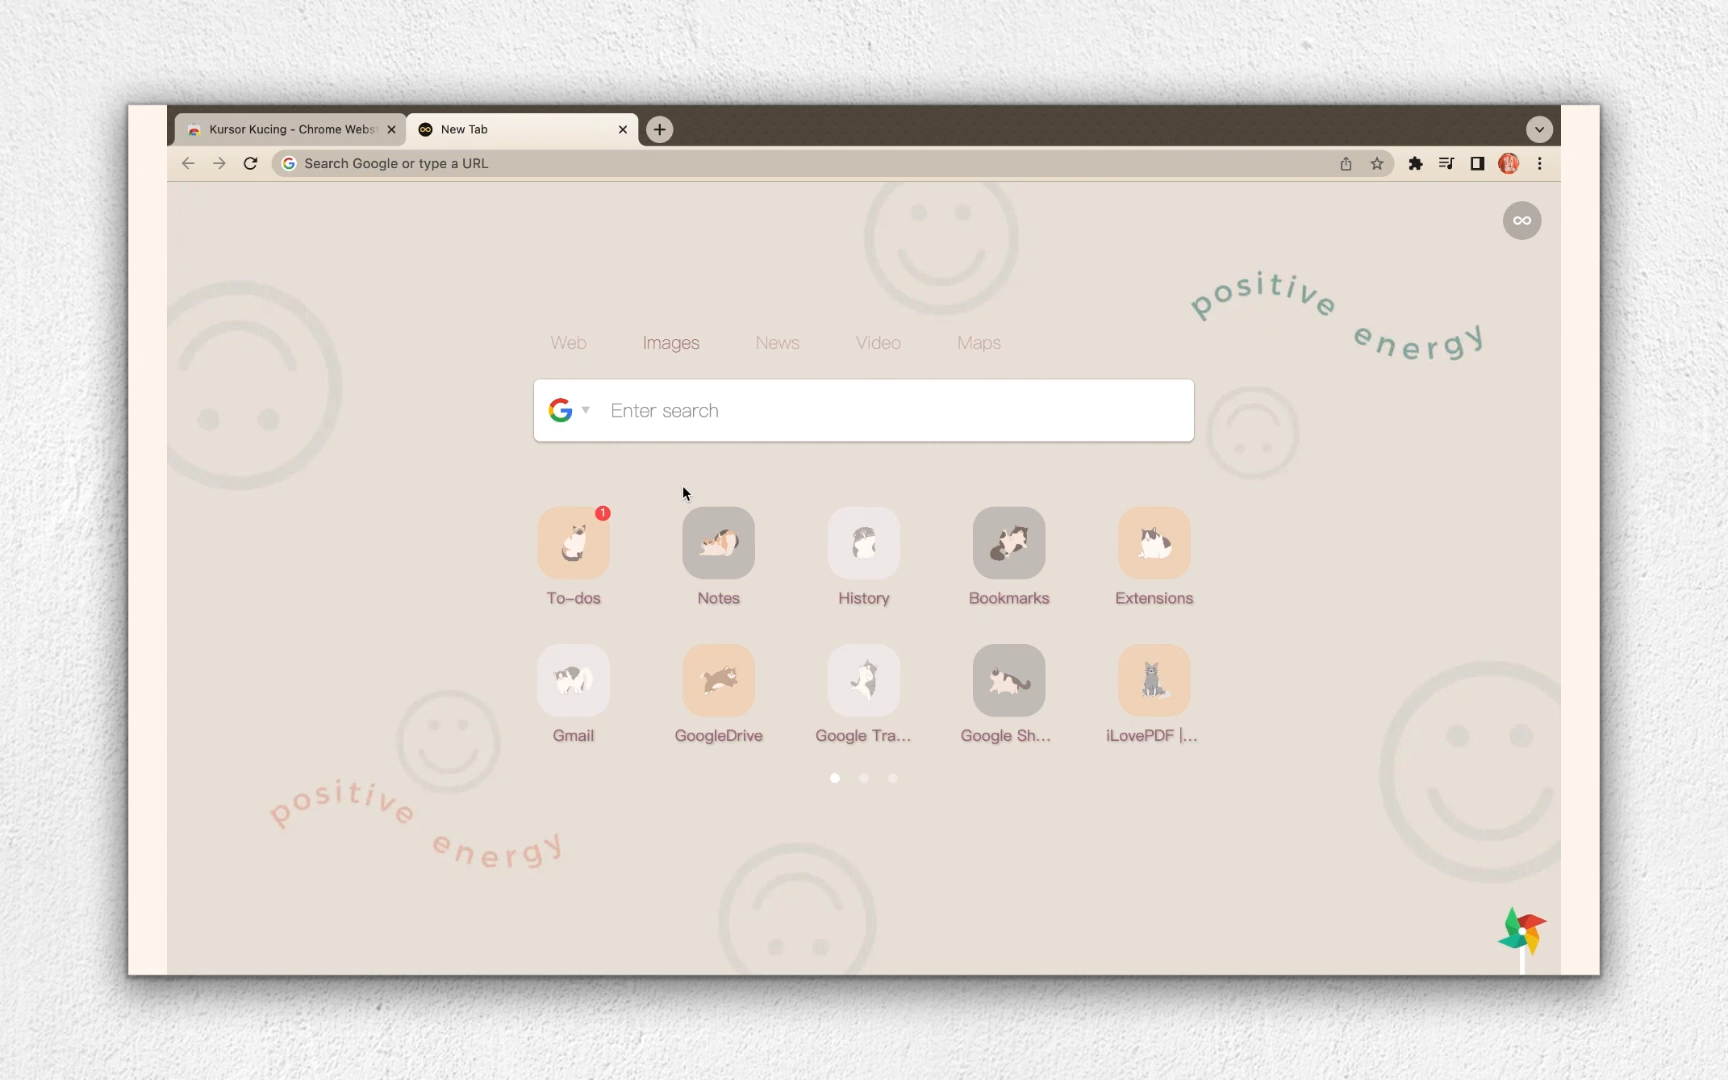 Kursor Kucing - Chrome Webst
New Tab
Search Google or type a URL
positive energy
Web Images News Video Maps
Enter search
1
To-dos Notes History Bookmarks Extensions
Gmail GoogleDrive Google Tra... Google Sh... iLovePDF |...
positive energy